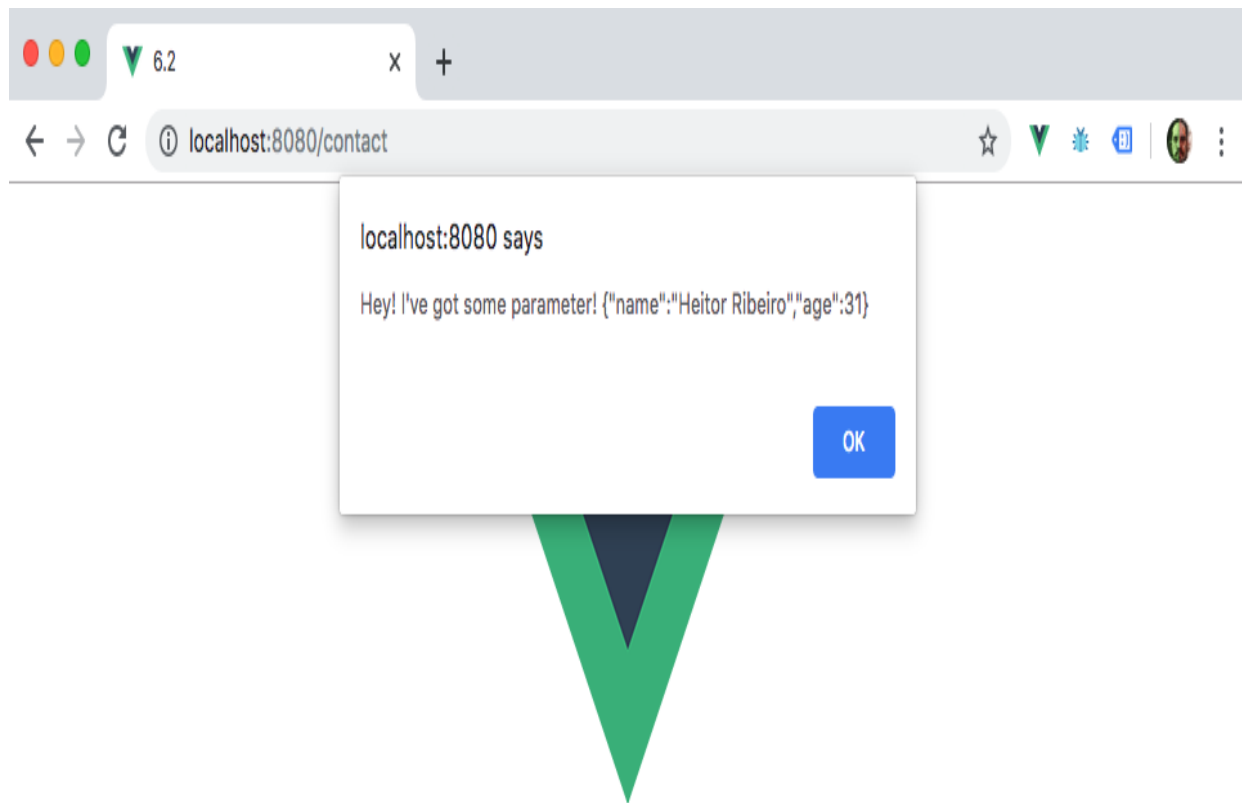 6.2
localhost:8080/contact
localhost:8080 says
Hey! I've got some parameter! {"name":"Heitor Ribeiro","age":31}
OK